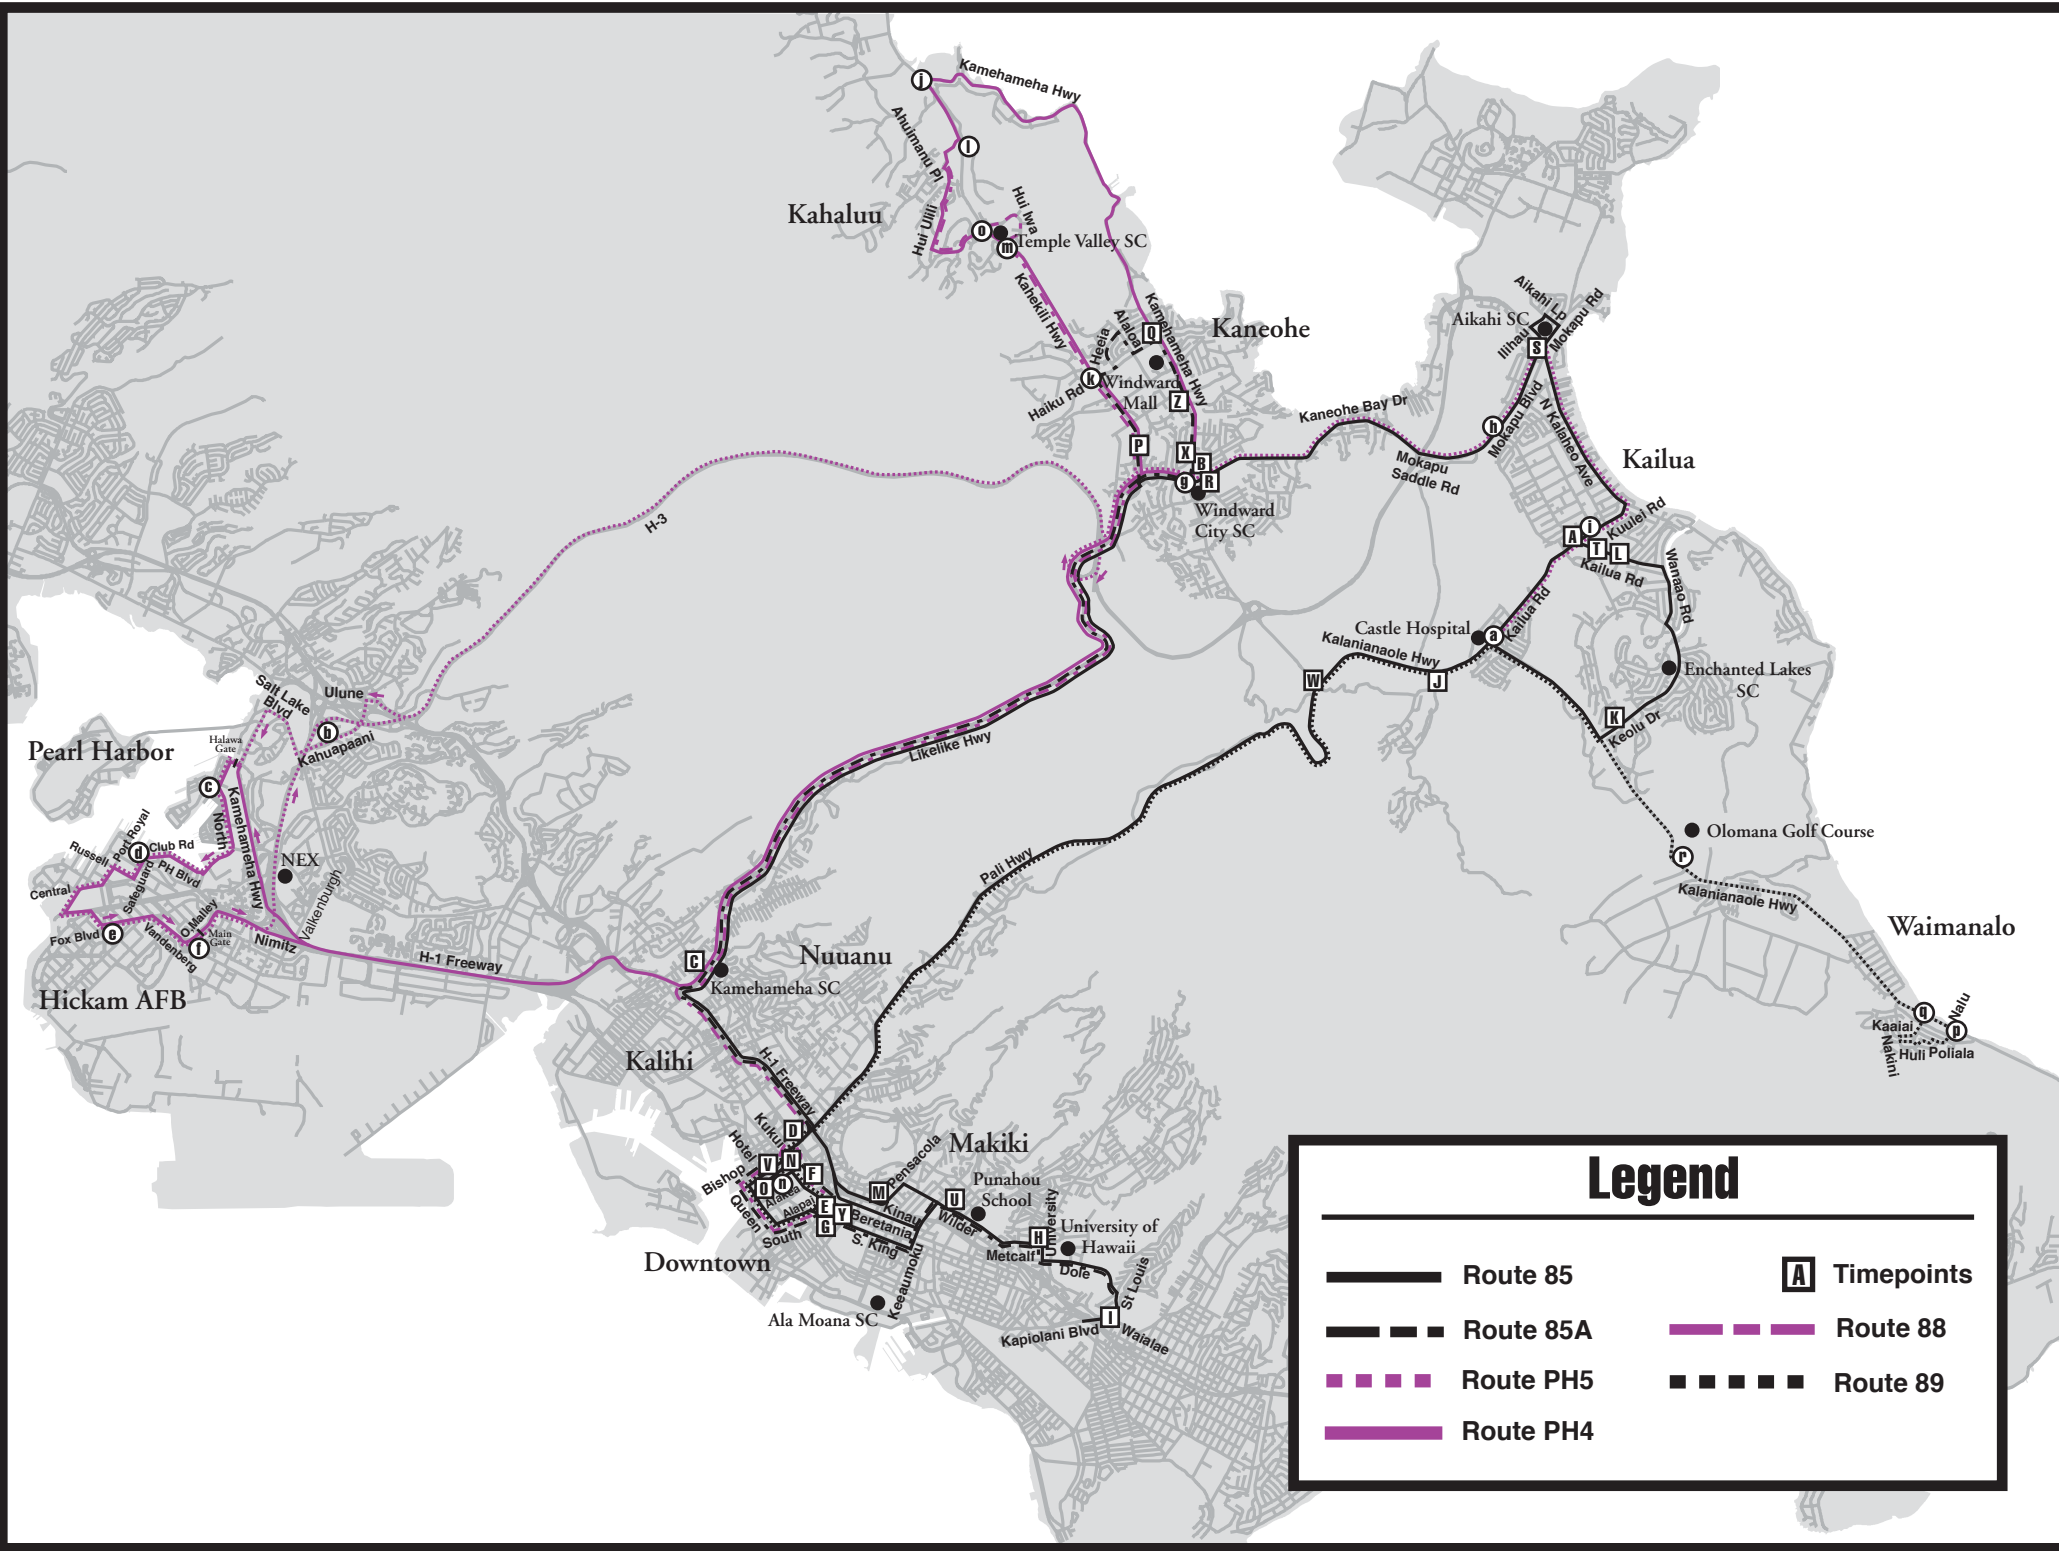 Kamehameha Hwy
j
Ahuimanu Pl
l
Kahaluu
Hui Ulili
Hui Iwa
o
m
Temple Valley SC
Kahekili Hwy
Kamehameha Hwy
Alaloa
Heeia
Q
Kaneohe
k
Haiku Rd
Windward
Mall
Z
P
X
B
g
R
Windward
City SC
Kaneohe Bay Dr
Mokapu
Saddle Rd
Aikahi Lp
Aikahi SC
Ilihau
Mokapu Rd
S
h
Mokapu Blvd
N Kalaheo Ave
Kailua
i
Kuulei Rd
A
T
L
Kailua Rd
Wanaao Rd
Kailua Rd
Castle Hospital
a
Kalanianaole Hwy
W
J
Enchanted Lakes
SC
K
Keolu Dr
H-3
Likelike Hwy
Pali Hwy
Olomana Golf Course
r
Kalanianaole Hwy
Waimanalo
q
Nalu
p
Kaaiai
Nakini
Huli
Poliala
Salt Lake
Blvd
Ulune
b
Kahuapaani
Pearl Harbor
Halawa
Gate
c
North
Kamehameha Hwy
Port Royal
Russell
d
Club Rd
PH Blvd
Safeguard
Central
NEX
Valkenburgh
Fox Blvd
e
Vandenberg
O.Malley
f
Main
Gate
Nimitz
H-1 Freeway
Hickam AFB
C
Kamehameha SC
Nuuanu
Kalihi
H-1 Freeway
Kukui
D
Hotel
V
N
F
Bishop
O
n
Alakea
Queen
Alapai
E
Y
G
South
Downtown
M
Pensacola
Makiki
Punahou
School
U
Kinau
Beretania
S. King
Wilder
Keeaumoku
Ala Moana SC
Metcalf
H
University
University of
Hawaii
Dole
St Louis
I
Kapiolani Blvd
Waialae
Legend
Route 85
A
Timepoints
Route 85A
Route 88
Route PH5
Route 89
Route PH4